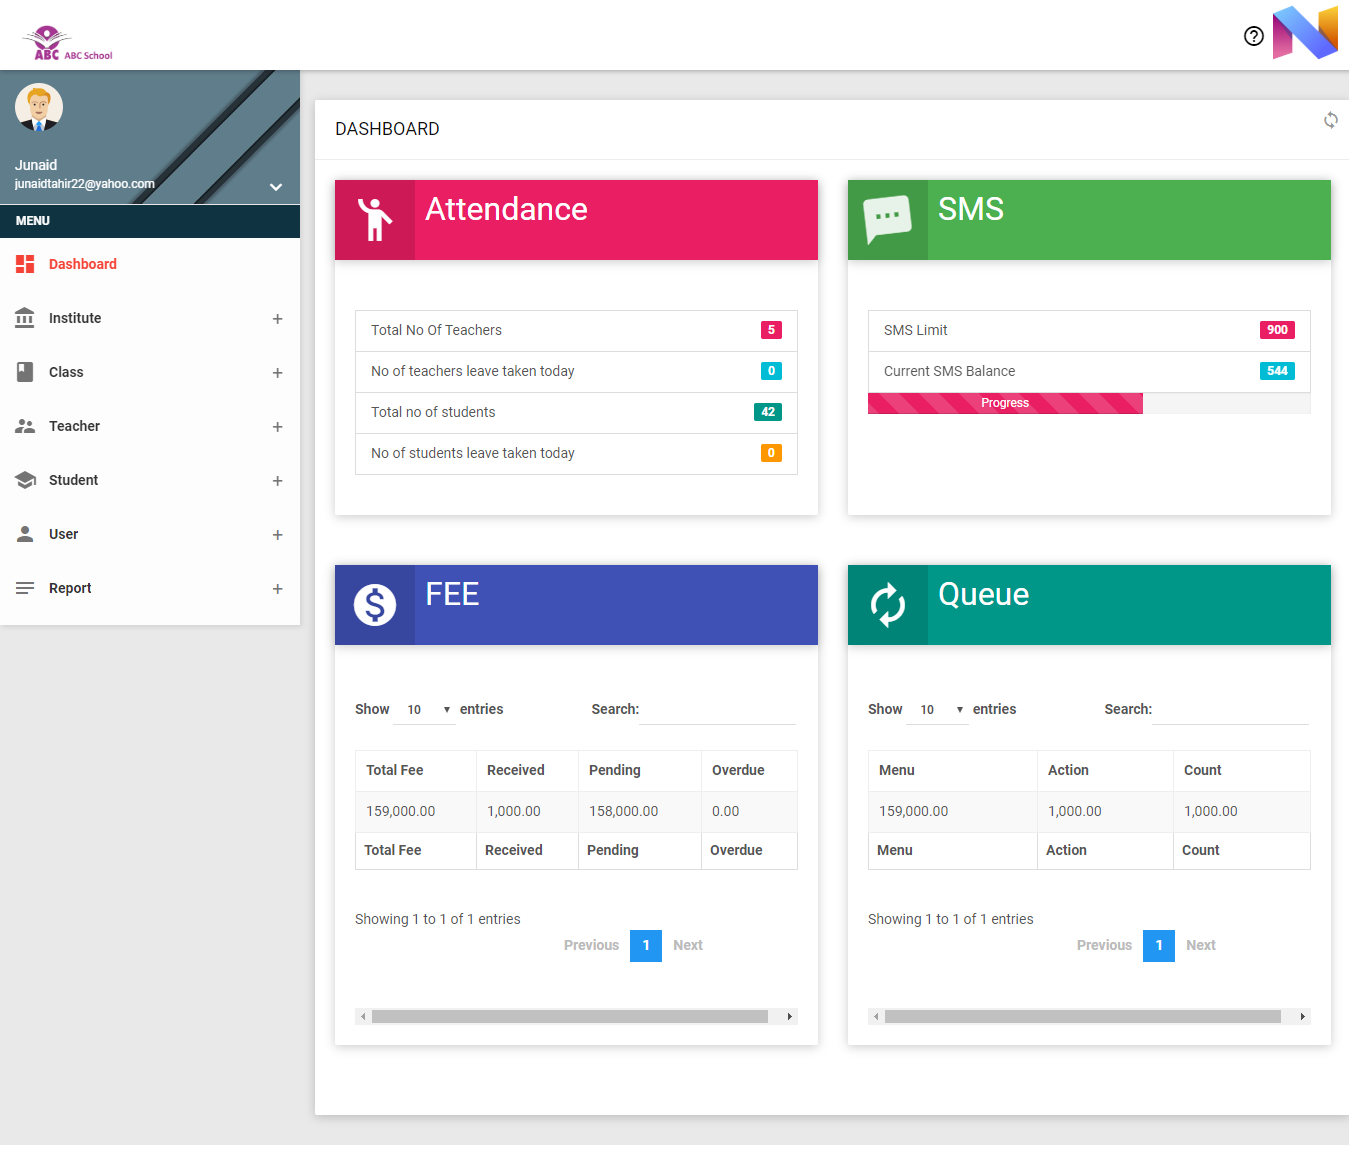 ABC ABC School
Junaid
junaidtahir22@yahoo.com
MENU
Dashboard
Institute +
Class +
Teacher +
Student +
User +
Report +
DASHBOARD
Attendance
Total No Of Teachers 5
No of teachers leave taken today 0
Total no of students 42
No of students leave taken today 0
SMS
SMS Limit 900
Current SMS Balance 544
Progress
FEE
Show 10 entries Search:
Total Fee Received Pending Overdue
159,000.00 1,000.00 158,000.00 0.00
Total Fee Received Pending Overdue
Showing 1 to 1 of 1 entries
Previous 1 Next
Queue
Show 10 entries Search:
Menu Action Count
159,000.00 1,000.00 1,000.00
Menu Action Count
Showing 1 to 1 of 1 entries
Previous 1 Next